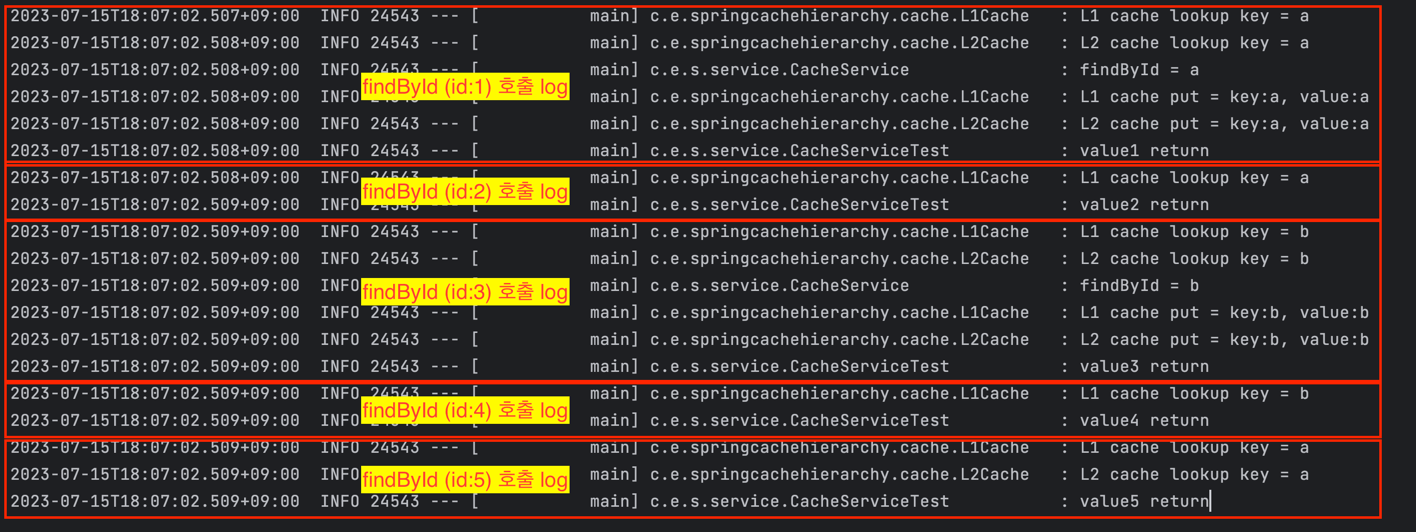 2023-07-15T18:07:02.507+09:00  INFO 24543 --- [           main] c.e.springcachehierarchy.cache.L1Cache   : L1 cache lookup key = a
2023-07-15T18:07:02.508+09:00  INFO 24543 --- [           main] c.e.springcachehierarchy.cache.L2Cache   : L2 cache lookup key = a
2023-07-15T18:07:02.508+09:00  INFO 24543 --- [           main] c.e.s.service.CacheService               : findById = a
findById (id:1) 호출 log
2023-07-15T18:07:02.508+09:00  INFO 24543 --- [           main] c.e.springcachehierarchy.cache.L1Cache   : L1 cache put = key:a, value:a
2023-07-15T18:07:02.508+09:00  INFO 24543 --- [           main] c.e.springcachehierarchy.cache.L2Cache   : L2 cache put = key:a, value:a
2023-07-15T18:07:02.508+09:00  INFO 24543 --- [           main] c.e.s.service.CacheServiceTest           : value1 return
2023-07-15T18:07:02.508+09:00  INFO 24543 --- [           main] c.e.springcachehierarchy.cache.L1Cache   : L1 cache lookup key = a
findById (id:2) 호출 log
2023-07-15T18:07:02.509+09:00  INFO 24543 --- [           main] c.e.s.service.CacheServiceTest           : value2 return
2023-07-15T18:07:02.509+09:00  INFO 24543 --- [           main] c.e.springcachehierarchy.cache.L1Cache   : L1 cache lookup key = b
2023-07-15T18:07:02.509+09:00  INFO 24543 --- [           main] c.e.springcachehierarchy.cache.L2Cache   : L2 cache lookup key = b
2023-07-15T18:07:02.509+09:00  INFO 24543 --- [           main] c.e.s.service.CacheService               : findById = b
findById (id:3) 호출 log
2023-07-15T18:07:02.509+09:00  INFO 24543 --- [           main] c.e.springcachehierarchy.cache.L1Cache   : L1 cache put = key:b, value:b
2023-07-15T18:07:02.509+09:00  INFO 24543 --- [           main] c.e.springcachehierarchy.cache.L2Cache   : L2 cache put = key:b, value:b
2023-07-15T18:07:02.509+09:00  INFO 24543 --- [           main] c.e.s.service.CacheServiceTest           : value3 return
2023-07-15T18:07:02.509+09:00  INFO 24543 --- [           main] c.e.springcachehierarchy.cache.L1Cache   : L1 cache lookup key = b
findById (id:4) 호출 log
2023-07-15T18:07:02.509+09:00  INFO 24543 --- [           main] c.e.s.service.CacheServiceTest           : value4 return
2023-07-15T18:07:02.509+09:00  INFO 24543 --- [           main] c.e.springcachehierarchy.cache.L1Cache   : L1 cache lookup key = a
2023-07-15T18:07:02.509+09:00  INFO 24543 --- [           main] c.e.springcachehierarchy.cache.L2Cache   : L2 cache lookup key = a
findById (id:5) 호출 log
2023-07-15T18:07:02.509+09:00  INFO 24543 --- [           main] c.e.s.service.CacheServiceTest           : value5 return